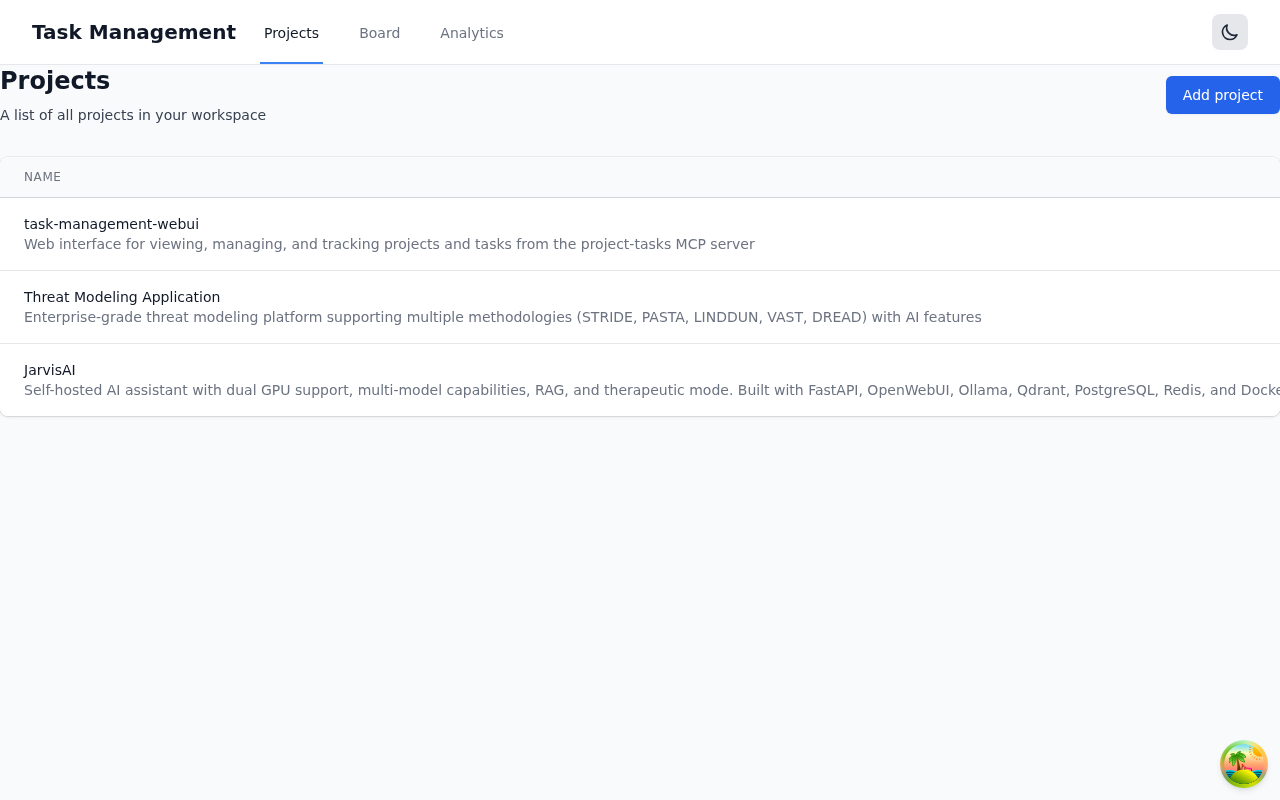 Task Management
Projects
Board
Analytics
Projects
A list of all projects in your workspace
Add project
NAME
task-management-webui
Web interface for viewing, managing, and tracking projects and tasks from the project-tasks MCP server
Threat Modeling Application
Enterprise-grade threat modeling platform supporting multiple methodologies (STRIDE, PASTA, LINDDUN, VAST, DREAD) with AI features
JarvisAI
Self-hosted AI assistant with dual GPU support, multi-model capabilities, RAG, and therapeutic mode. Built with FastAPI, OpenWebUI, Ollama, Qdrant, PostgreSQL, Redis, and